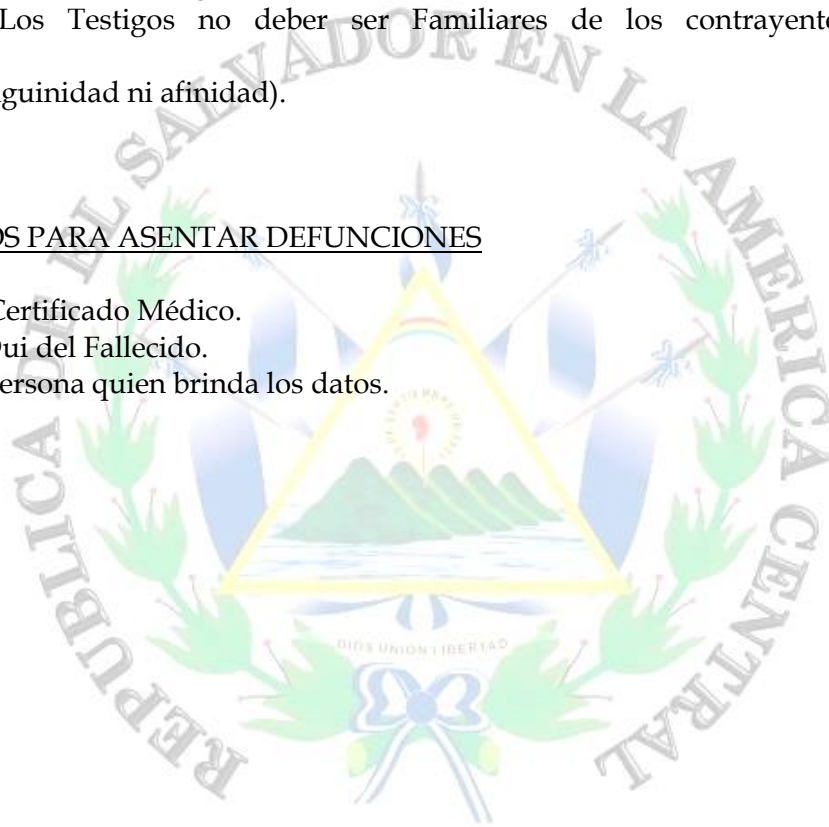 Los Testigos no deber ser Familiares de los contrayente
guinidad ni afinidad).
OS PARA ASENTAR DEFUNCIONES
Certificado Médico.
ui del Fallecido.
ersona quien brinda los datos.
REPUBLICA DE EL SALVADOR EN LA AMERICA CENTRAL
DIOS UNION LIBERTAD